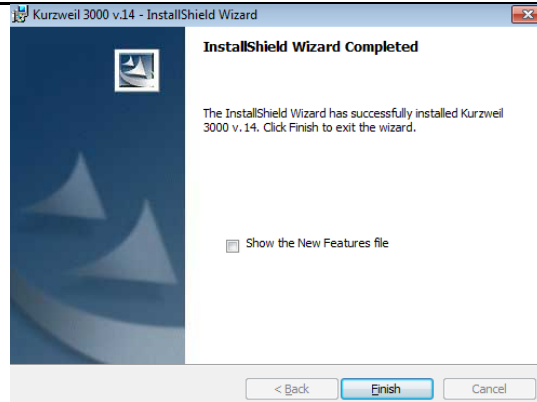 Kurzweil 3000 v.14 - InstallShield Wizard
InstallShield Wizard Completed
The InstallShield Wizard has successfully installed Kurzweil
3000 v.14. Click Finish to exit the wizard.
Show the New Features file
< Back
Finish
Cancel